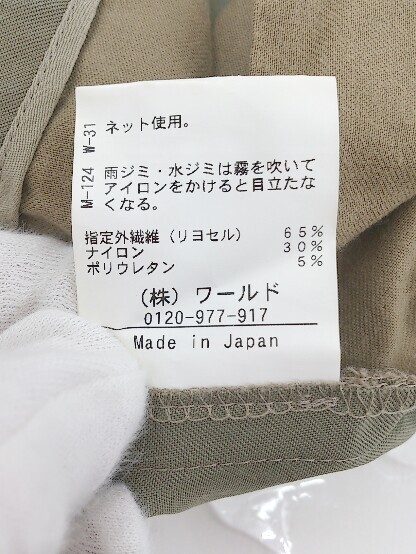 M-124 W-31
ネット使用。
雨ジミ・水ジミは霧を吹いて
アイロンをかけると目立たな
くなる。
指定外繊維（リヨセル） 65%
ナイロン 30%
ポリウレタン 5%
（株）ワールド
0120-977-917
Made in Japan